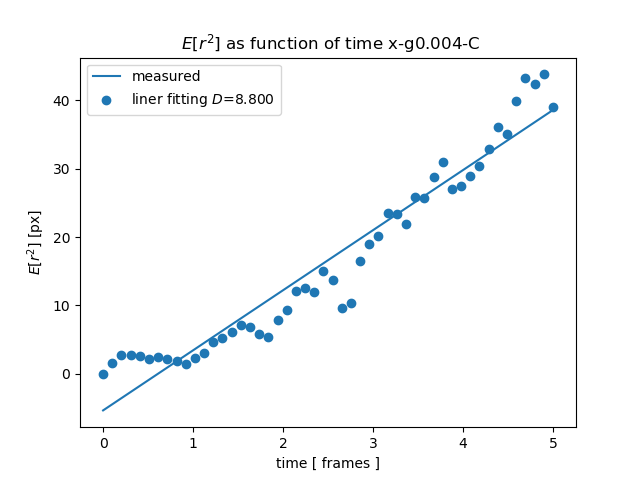 E[r²] as function of time x-g0.004-C
measured
liner fitting D=8.800
E[r²] [px]
40
30
20
10
0
0 1 2 3 4 5
time [ frames ]